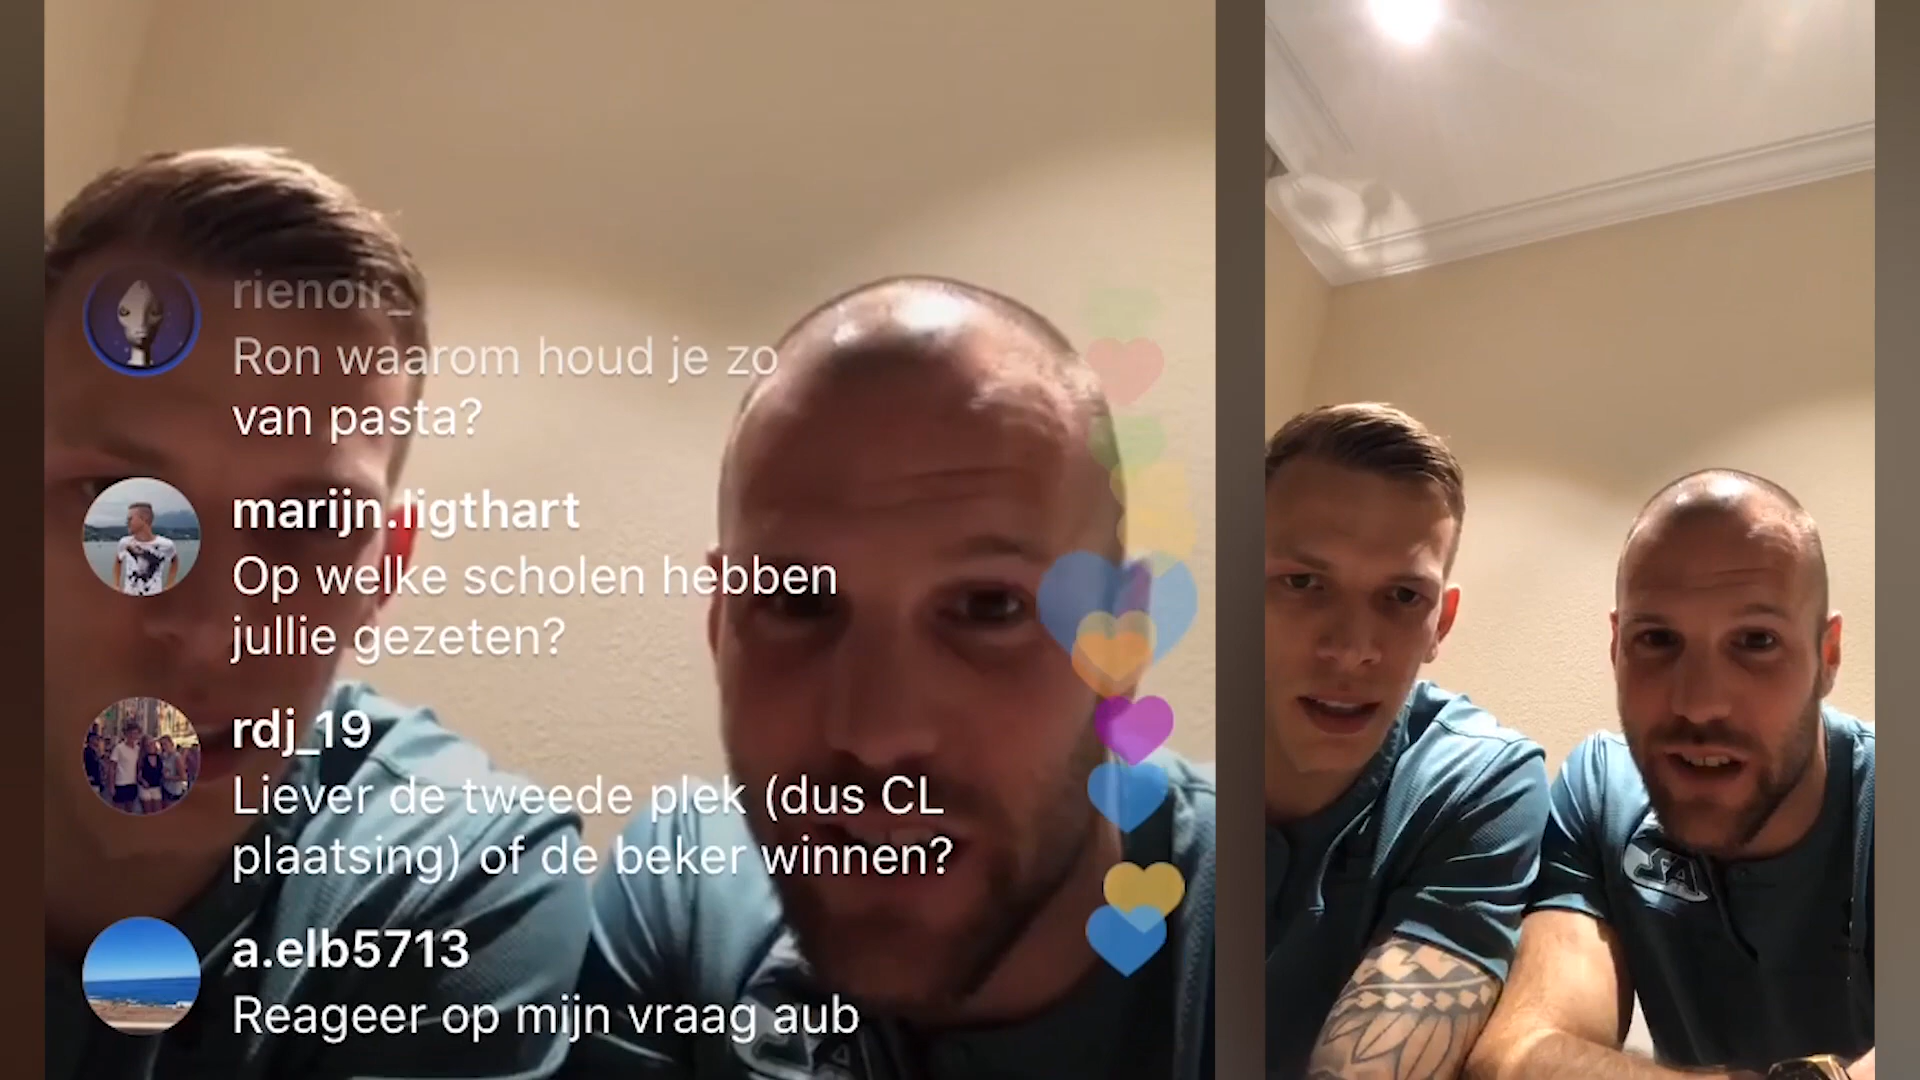 rienoir_
Ron waarom houd je zo
van pasta?
marijn.ligthart
Op welke scholen hebben
jullie gezeten?
rdj_19
Liever de tweede plek (dus CL
plaatsing) of de beker winnen?
a.elb5713
Reageer op mijn vraag aub